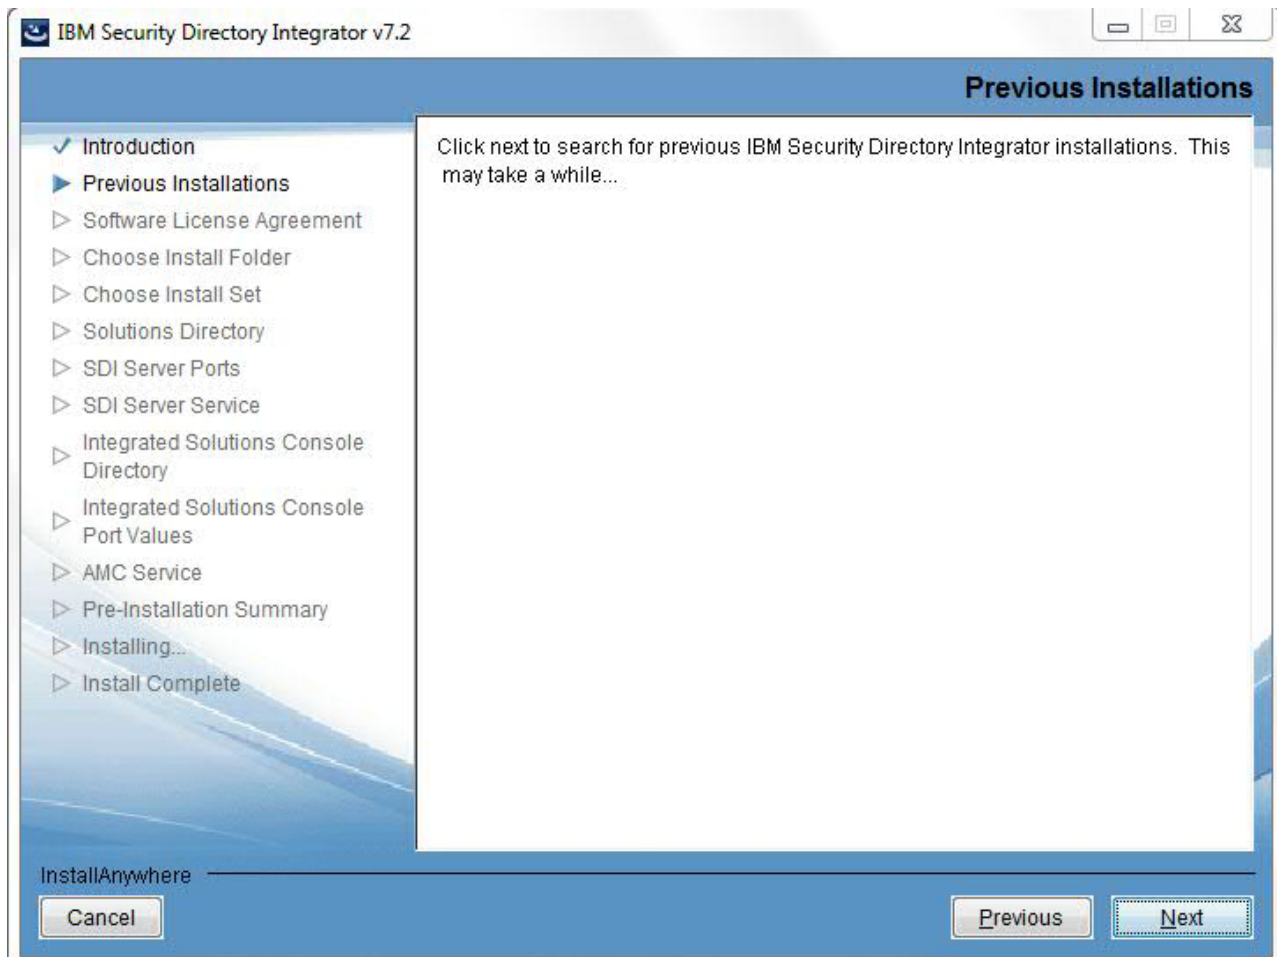 IBM Security Directory Integrator v7.2
Previous Installations
Introduction
Previous Installations
Software License Agreement
Choose Install Folder
Choose Install Set
Solutions Directory
SDI Server Ports
SDI Server Service
Integrated Solutions Console
Directory
Integrated Solutions Console
Port Values
AMC Service
Pre-Installation Summary
Installing...
Install Complete
Click next to search for previous IBM Security Directory Integrator installations.  This
may take a while...
InstallAnywhere
Cancel
Previous
Next